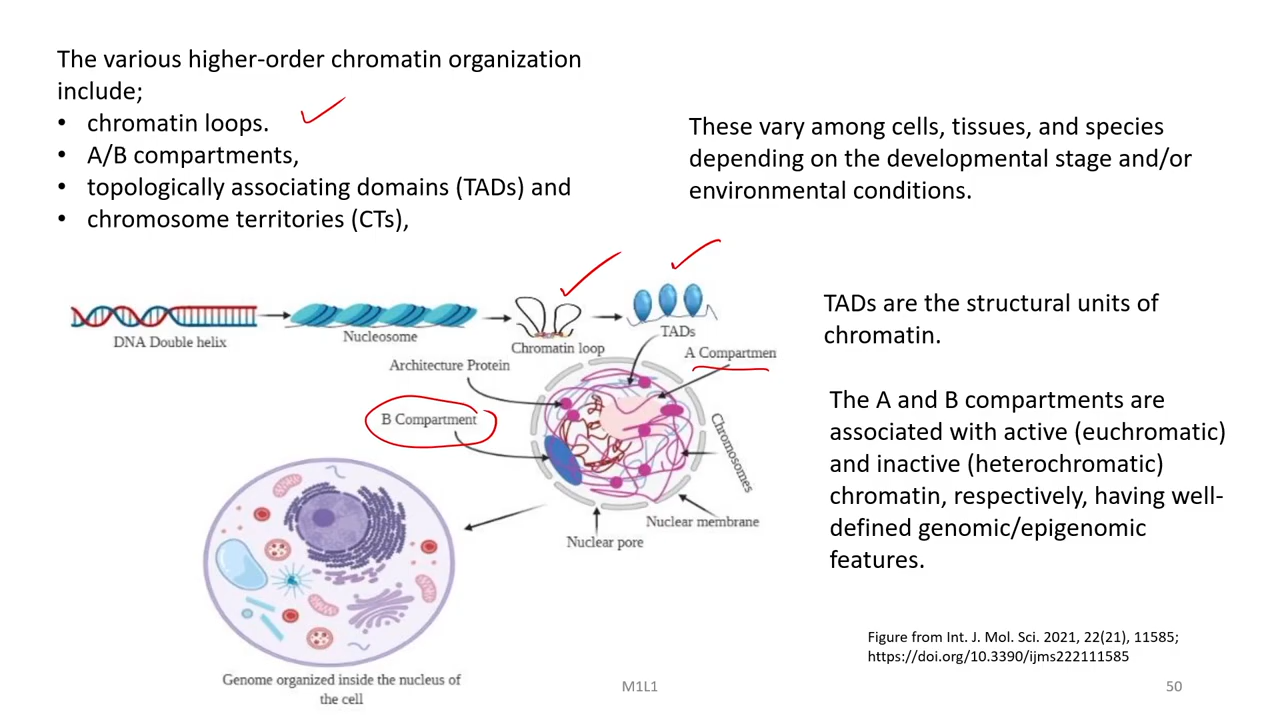 The various higher-order chromatin organization
include;
• chromatin loops.
• A/B compartments,
• topologically associating domains (TADs) and
• chromosome territories (CTs),
These vary among cells, tissues, and species
depending on the developmental stage and/or
environmental conditions.
DNA Double helix
Nucleosome
Chromatin loop
TADs
Architecture Protein
A Compartmen
B Compartment
Chromosomes
Nuclear membrane
Nuclear pore
Genome organized inside the nucleus of
the cell
TADs are the structural units of
chromatin.
The A and B compartments are
associated with active (euchromatic)
and inactive (heterochromatic)
chromatin, respectively, having well-
defined genomic/epigenomic
features.
Figure from Int. J. Mol. Sci. 2021, 22(21), 11585;
https://doi.org/10.3390/ijms222111585
M1L1
50